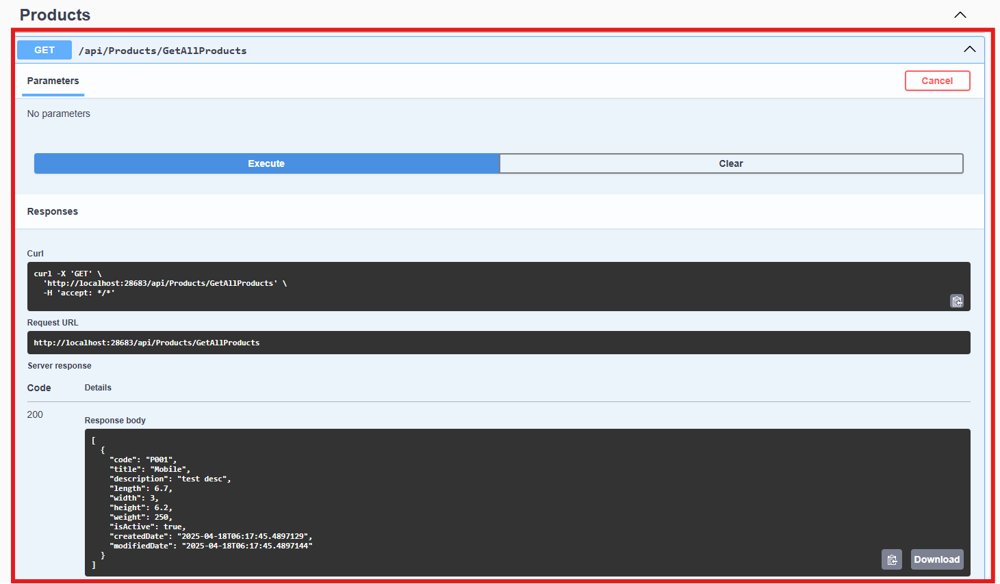 Products
GET /api/Products/GetAllProducts
Parameters
Cancel
No parameters
Execute
Clear
Responses
Curl
curl -X 'GET' \
  'http://localhost:28683/api/Products/GetAllProducts' \
  -H 'accept: */*'
Request URL
http://localhost:28683/api/Products/GetAllProducts
Server response
Code Details
200
Response body
[
  {
    "code": "P001",
    "title": "Mobile",
    "description": "test desc",
    "length": 6.7,
    "width": 3,
    "height": 6.2,
    "weight": 250,
    "isActive": true,
    "createdDate": "2025-04-18T06:17:45.4897129",
    "modifiedDate": "2025-04-18T06:17:45.4897144"
  }
]
Download